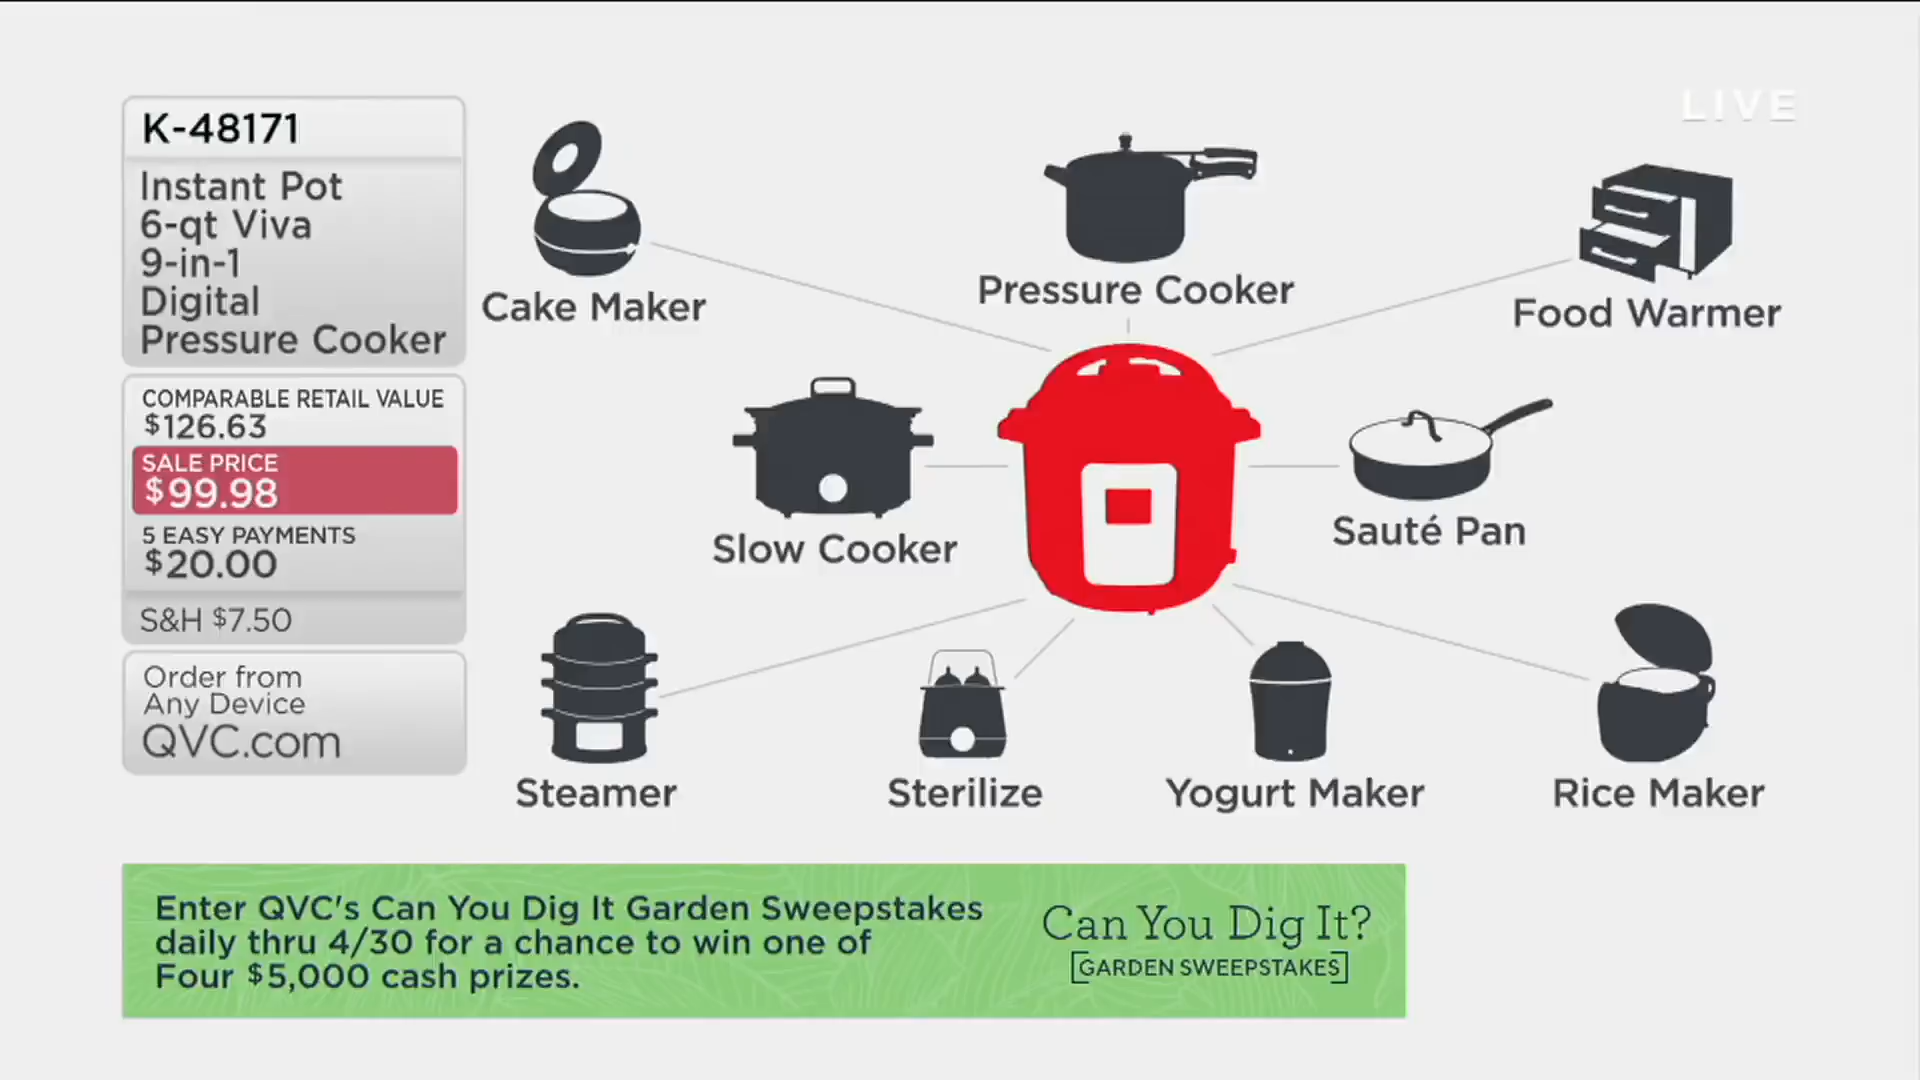 LIVE
K-48171
Instant Pot
6-qt Viva
9-in-1
Digital
Pressure Cooker
COMPARABLE RETAIL VALUE
$126.63
SALE PRICE
$99.98
5 EASY PAYMENTS
$20.00
S&H $7.50
Order from
Any Device
QVC.com
Cake Maker
Pressure Cooker
Food Warmer
Slow Cooker
Sauté Pan
Steamer
Sterilize
Yogurt Maker
Rice Maker
Enter QVC's Can You Dig It Garden Sweepstakes
daily thru 4/30 for a chance to win one of
Four $5,000 cash prizes.
Can You Dig It?
[GARDEN SWEEPSTAKES]